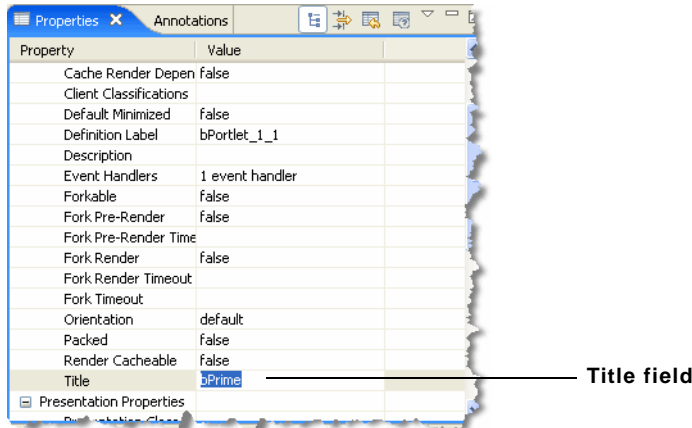 Properties Annotations
Property Value
Cache Render Depen false
Client Classifications
Default Minimized false
Definition Label bPortlet_1_1
Description
Event Handlers 1 event handler
Forkable false
Fork Pre-Render false
Fork Pre-Render Time
Fork Render false
Fork Render Timeout
Fork Timeout
Orientation default
Packed false
Render Cacheable false
Title bPrime
Title field
Presentation Properties